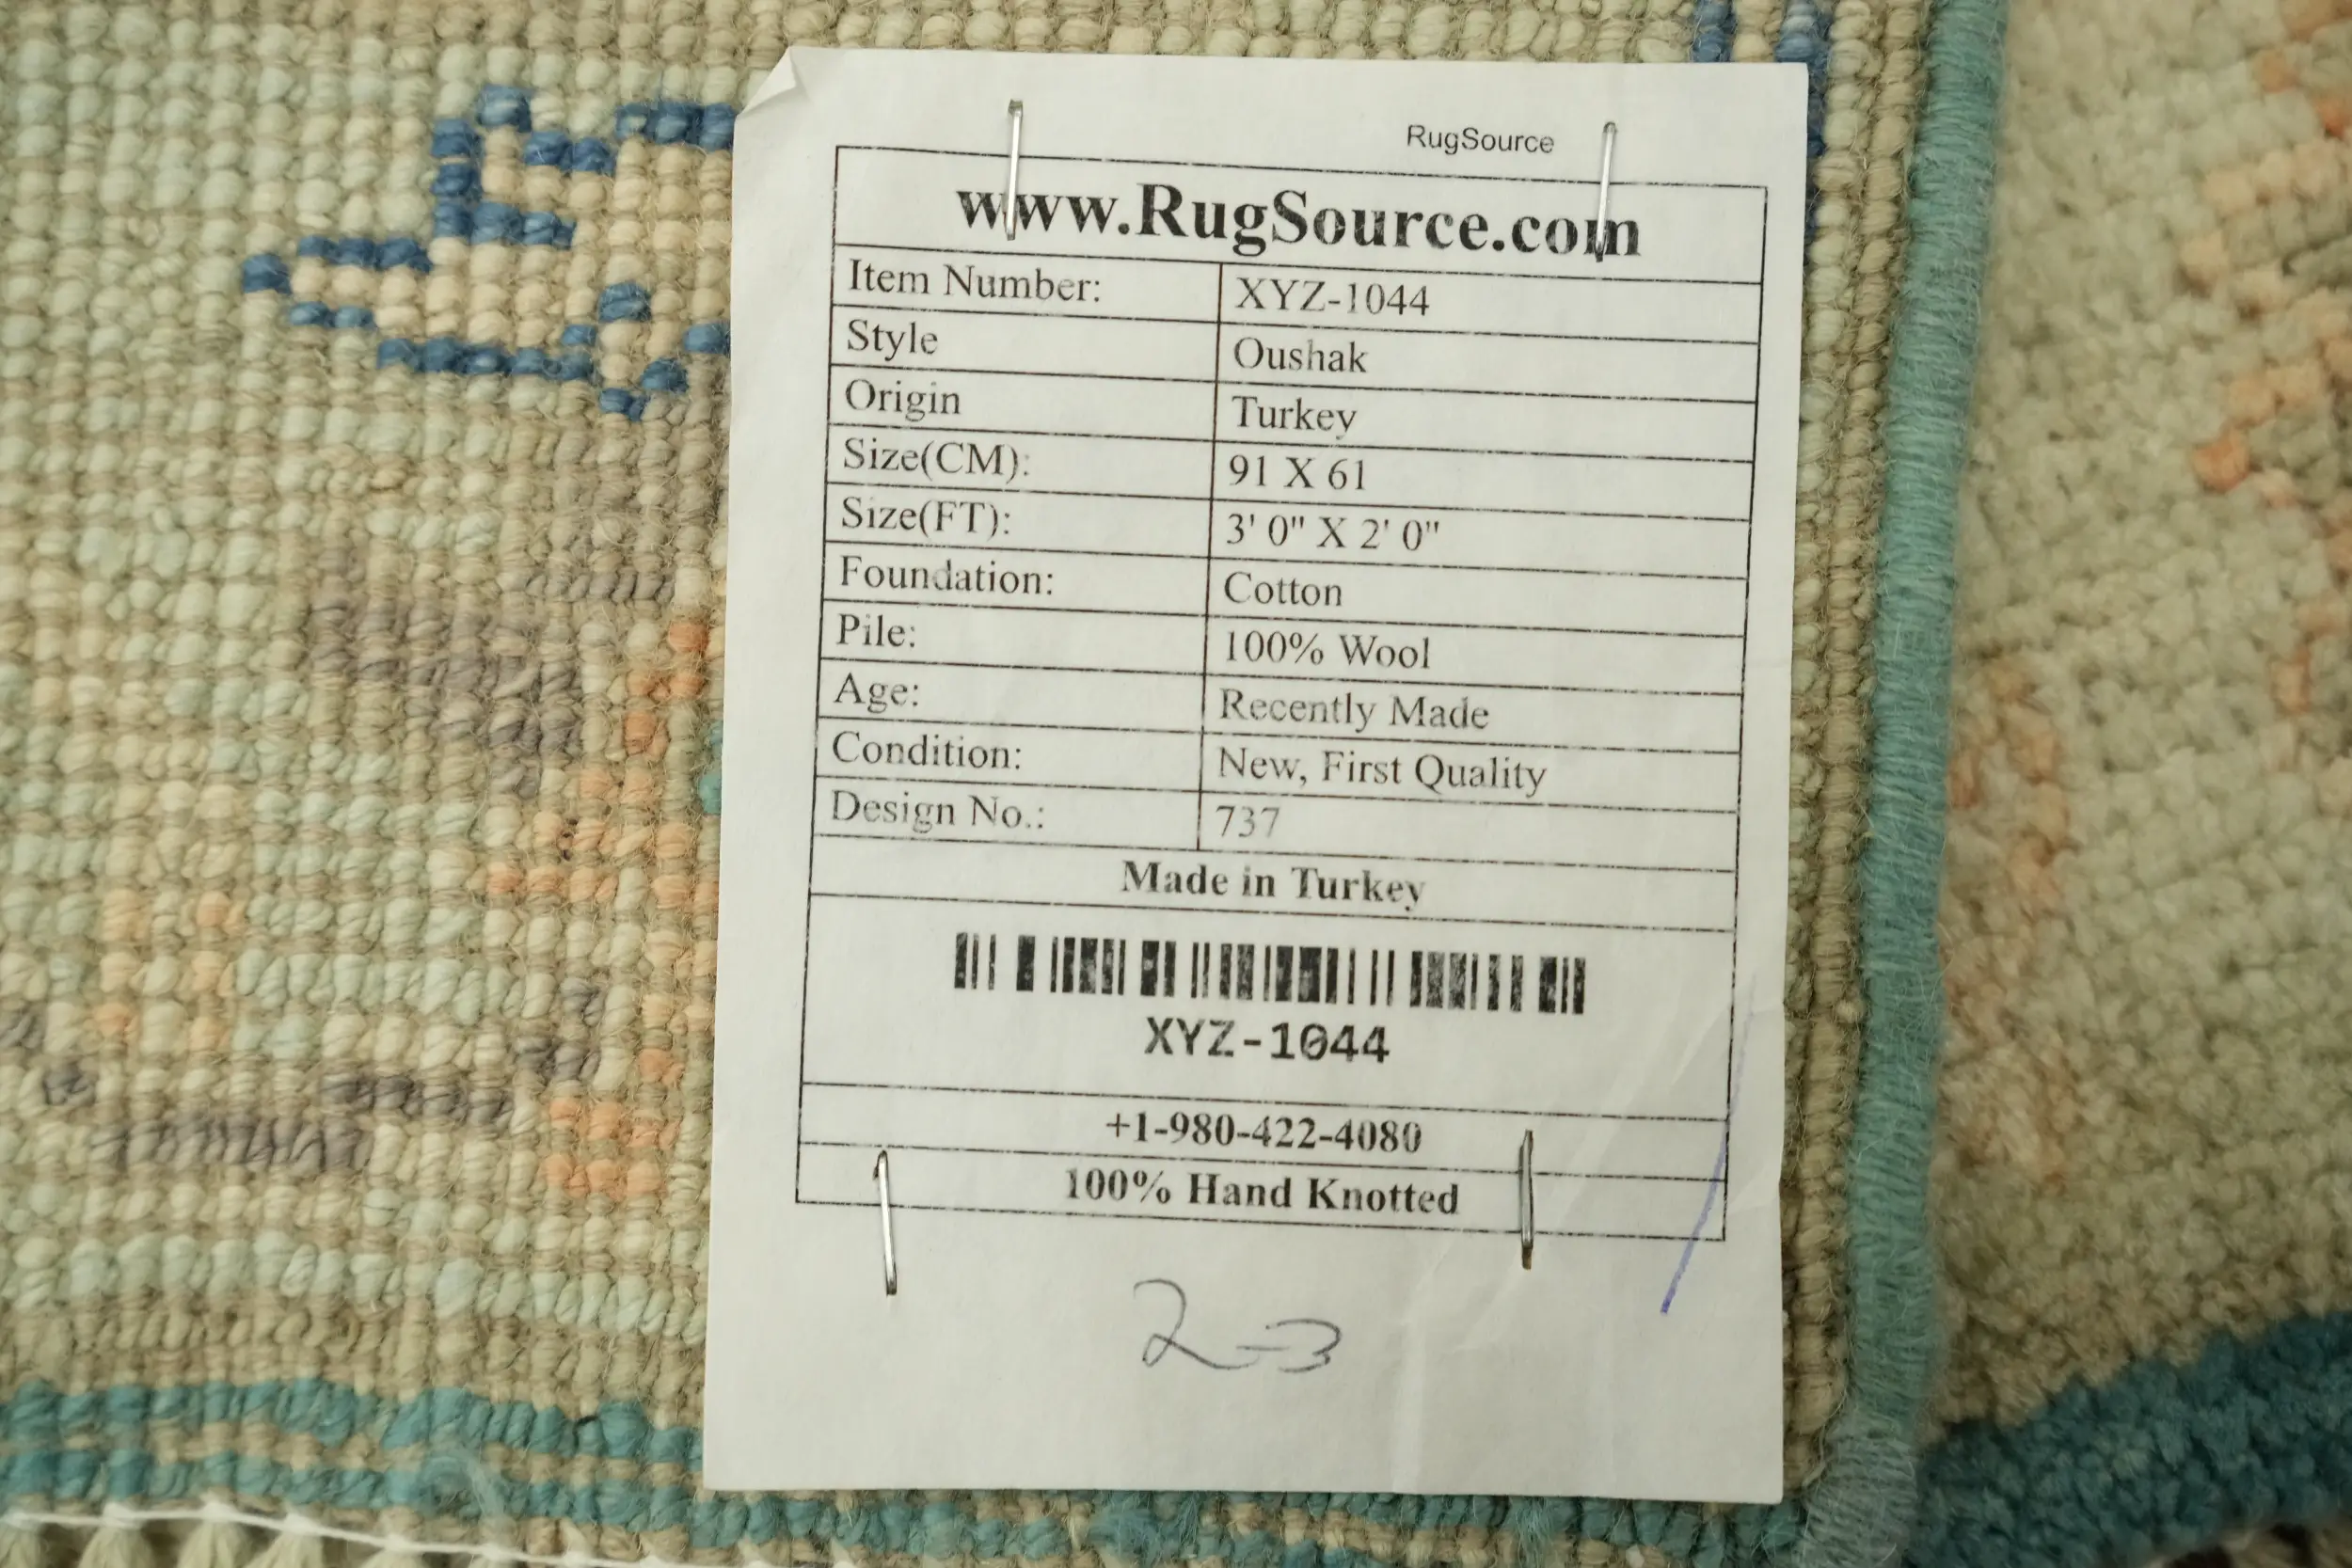 RugSource
www.RugSource.com
Item Number: XYZ-1044
Style Oushak
Origin Turkey
Size(CM): 91 X 61
Size(FT): 3' 0" X 2' 0"
Foundation: Cotton
Pile: 100% Wool
Age: Recently Made
Condition: New, First Quality
Design No.: 737
Made in Turkey
XYZ-1044
+1-980-422-4080
100% Hand Knotted
2-3